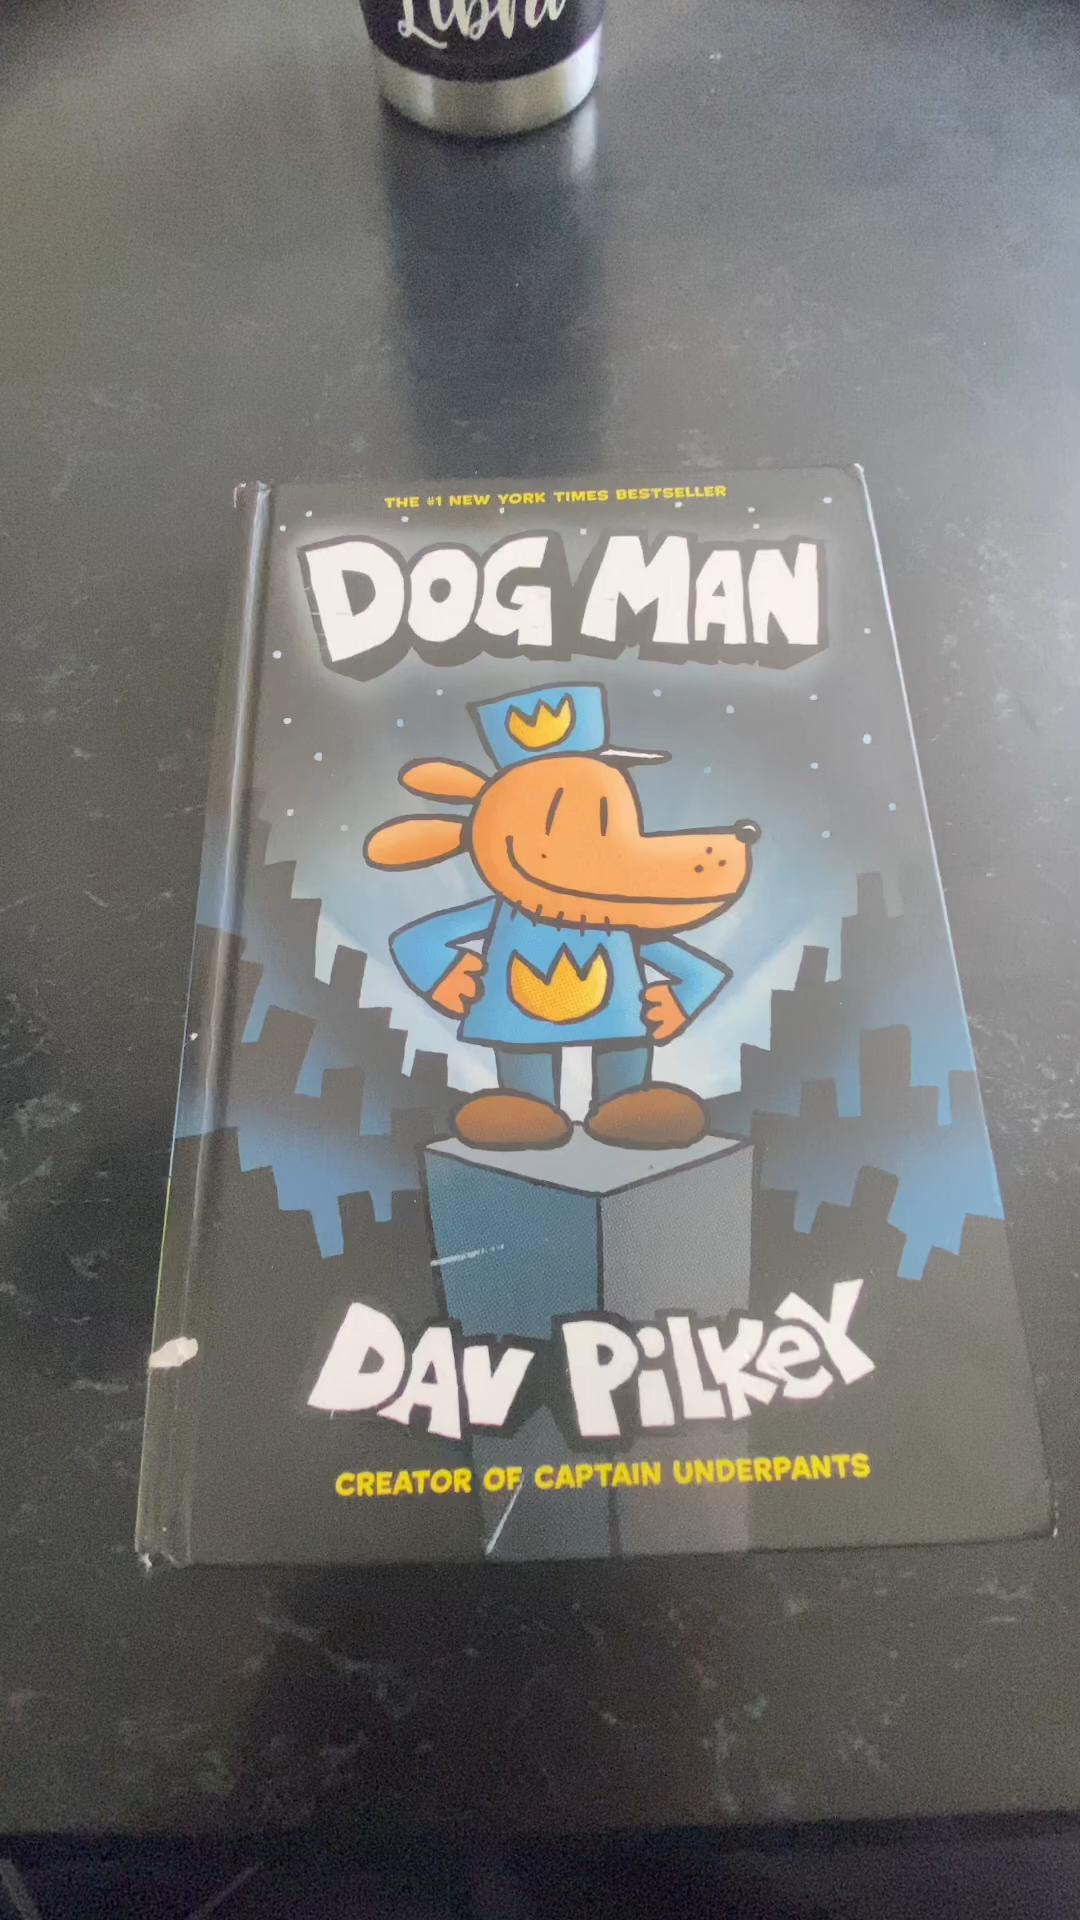 Libra
THE #1 NEW YORK TIMES BESTSELLER
DOG MAN
DAV PiLKEY
CREATOR OF CAPTAIN UNDERPANTS